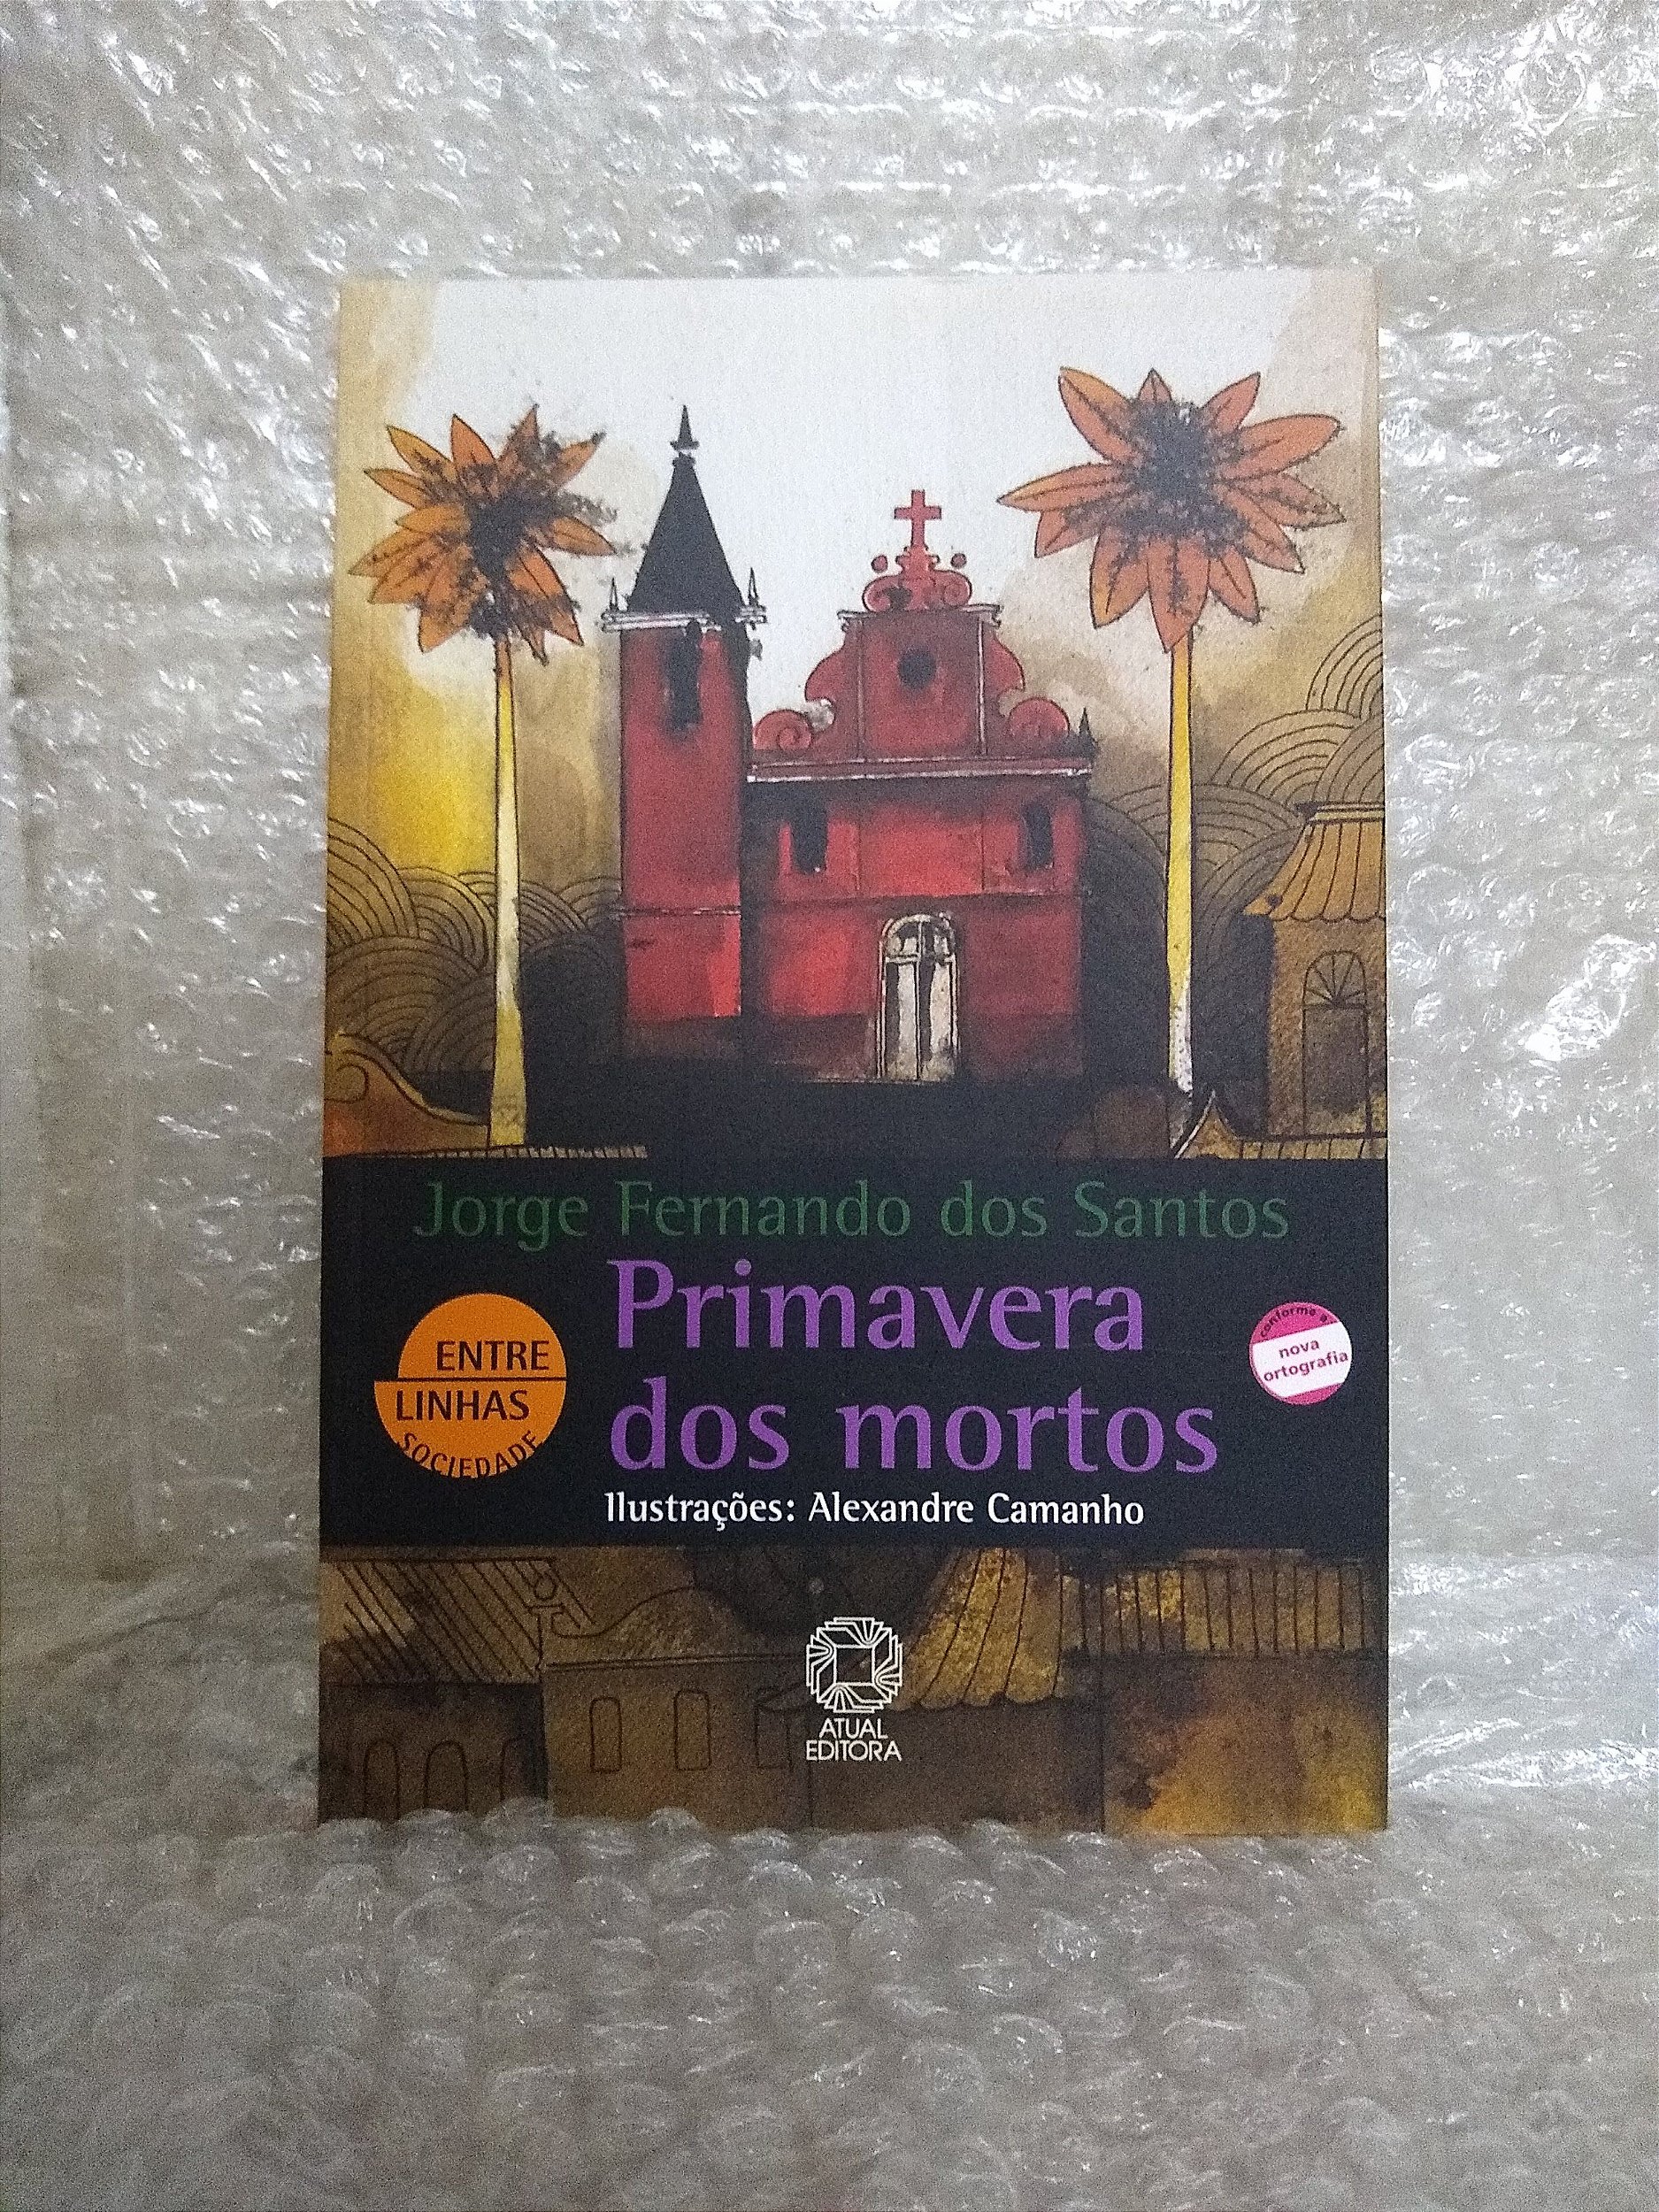 Jorge Fernando dos Santos
Primavera
dos mortos
ENTRE
LINHAS
SOCIEDADE
conforme a
nova
ortografia
Ilustrações: Alexandre Camanho
ATUAL
EDITORA